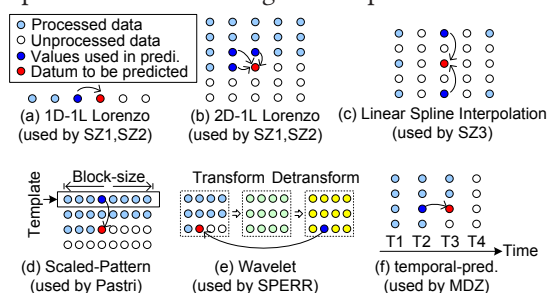 Processed data
Unprocessed data
Values used in predi.
Datum to be predicted
(a) 1D-1L Lorenzo
(used by SZ1,SZ2)
(b) 2D-1L Lorenzo
(used by SZ1,SZ2)
(c) Linear Spline Interpolation
(used by SZ3)
Template
Block-size
(d) Scaled-Pattern
(used by Pastri)
Transform Detransform
(e) Wavelet
(used by SPERR)
T1 T2 T3 T4
Time
(f) temporal-pred.
(used by MDZ)